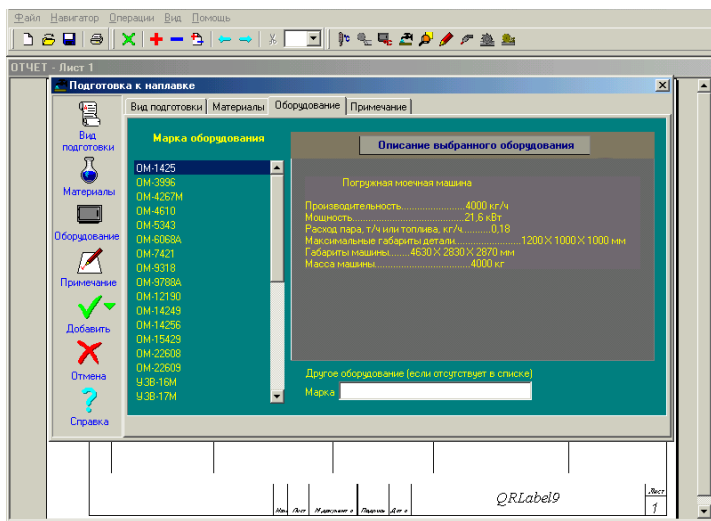 Файл Навигатор Операции Вид Помощь
ОТЧЕТ - Лист 1
Подготовка к наплавке
Вид подготовки
Материалы
Оборудование
Примечание
Добавить
Отмена
Справка
Вид подготовки Материалы Оборудование Примечание
Марка оборудования
ОМ-1425
ОМ-3996
ОМ-4267М
ОМ-4610
ОМ-5343
ОМ-6068А
ОМ-7421
ОМ-9318
ОМ-9788А
ОМ-12190
ОМ-14249
ОМ-14256
ОМ-15429
ОМ-22608
ОМ-22609
УЗВ-16М
УЗВ-17М
Описание выбранного оборудования
Погружная моечная машина
Производительность......................4000 кг/ч
Мощность.......................................21,6 кВт
Расход пара, т/ч или топлива, кг/ч..........0,18
Максимальные габариты детали.......................1200 X 1000 X 1000 мм
Габариты машины........4630 X 2830 X 2870 мм
Масса машины.................................4000 кг
Другое оборудование (если отсутствует в списке)
Марка
QRLabel9
Лист
1
Изм Лист
Дата